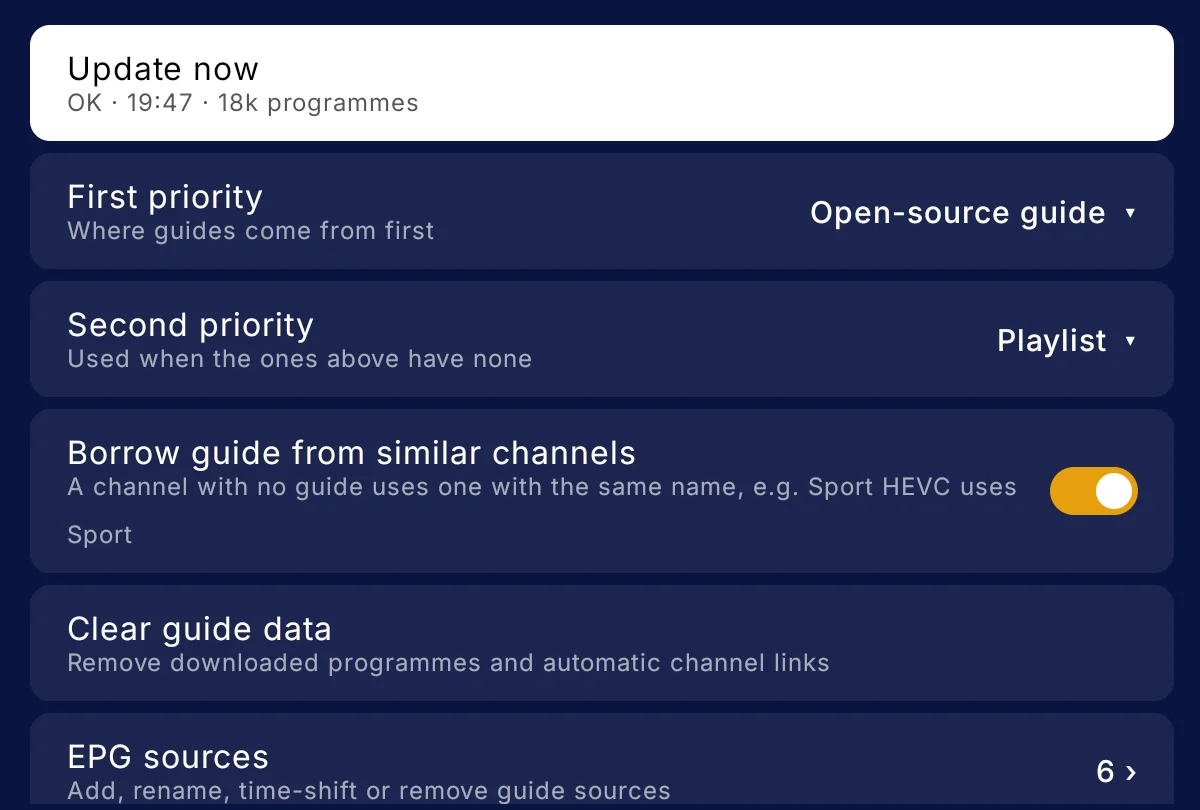 Update now
OK · 19:47 · 18k programmes
First priority
Where guides come from first
Open-source guide ▾
Second priority
Used when the ones above have none
Playlist ▾
Borrow guide from similar channels
A channel with no guide uses one with the same name, e.g. Sport HEVC uses
Sport
Clear guide data
Remove downloaded programmes and automatic channel links
EPG sources
Add, rename, time-shift or remove guide sources
6 ›